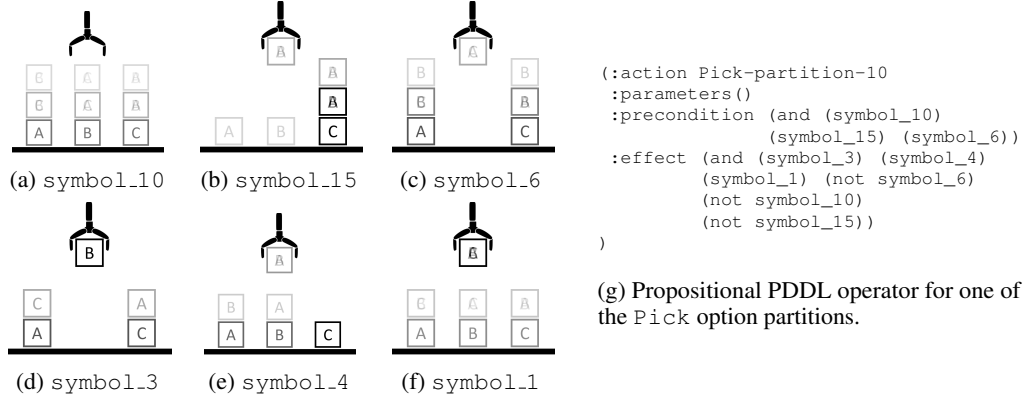 A B C
A B C
B B
B
A C
(a) symbol_10
(b) symbol_15
(c) symbol_6
B
C A
A C
A
B A
A B C
A B C
(d) symbol_3
(e) symbol_4
(f) symbol_1
(:action Pick-partition-10
:parameters()
:precondition (and (symbol_10)
(symbol_15) (symbol_6))
:effect (and (symbol_3) (symbol_4)
(symbol_1) (not symbol_6)
(not symbol_10)
(not symbol_15))
)
(g) Propositional PDDL operator for one of
the Pick option partitions.